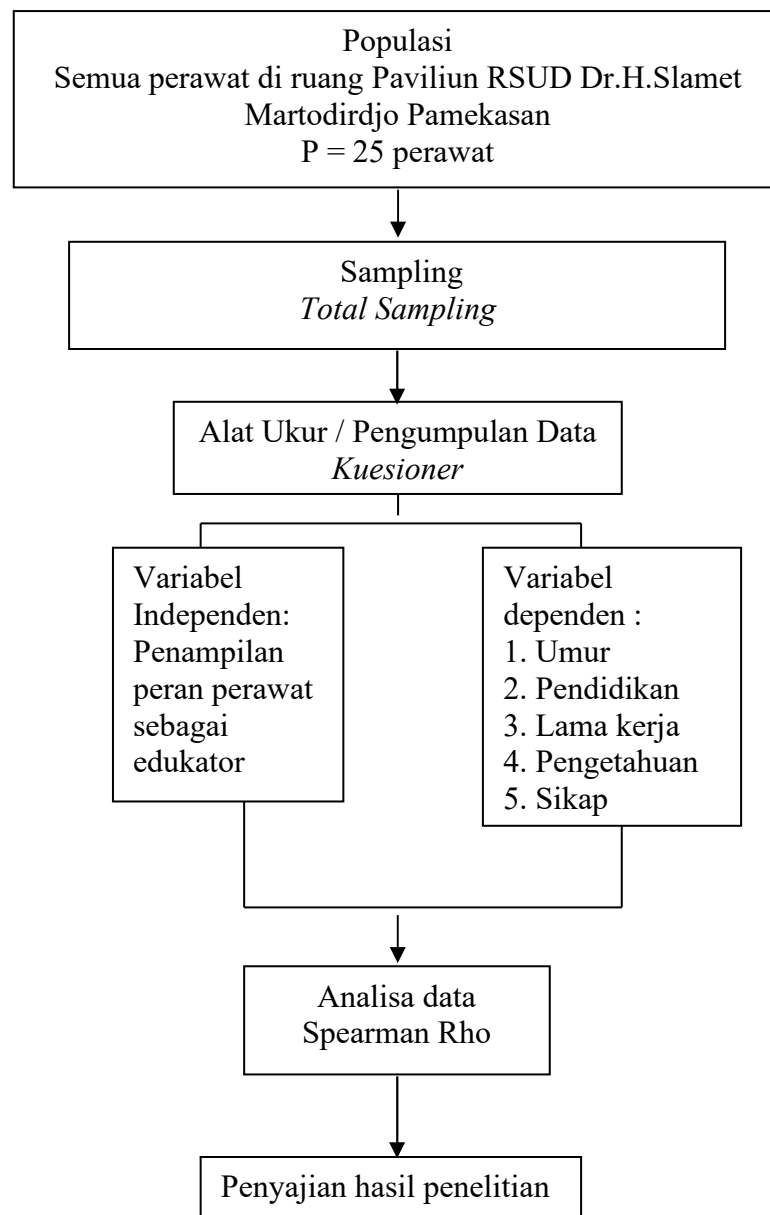 Populasi
Semua perawat di ruang Paviliun RSUD Dr.H.Slamet
Martodirdjo Pamekasan
P = 25 perawat
Sampling
Total Sampling
Alat Ukur / Pengumpulan Data
Kuesioner
Variabel
Independen:
Penampilan
peran perawat
sebagai
edukator
Variabel
dependen :
1. Umur
2. Pendidikan
3. Lama kerja
4. Pengetahuan
5. Sikap
Analisa data
Spearman Rho
Penyajian hasil penelitian